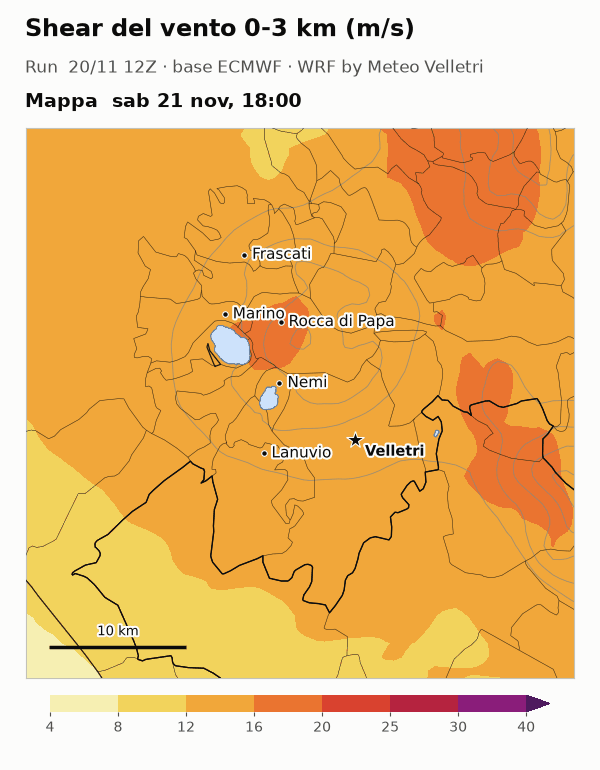 Shear del vento 0-3 km (m/s)
Run  20/11 12Z · base ECMWF · WRF by Meteo Velletri
Mappa  sab 21 nov, 18:00
Frascati
Marino
Rocca di Papa
Nemi
Velletri
Lanuvio
10 km
4 8 12 16 20 25 30 40